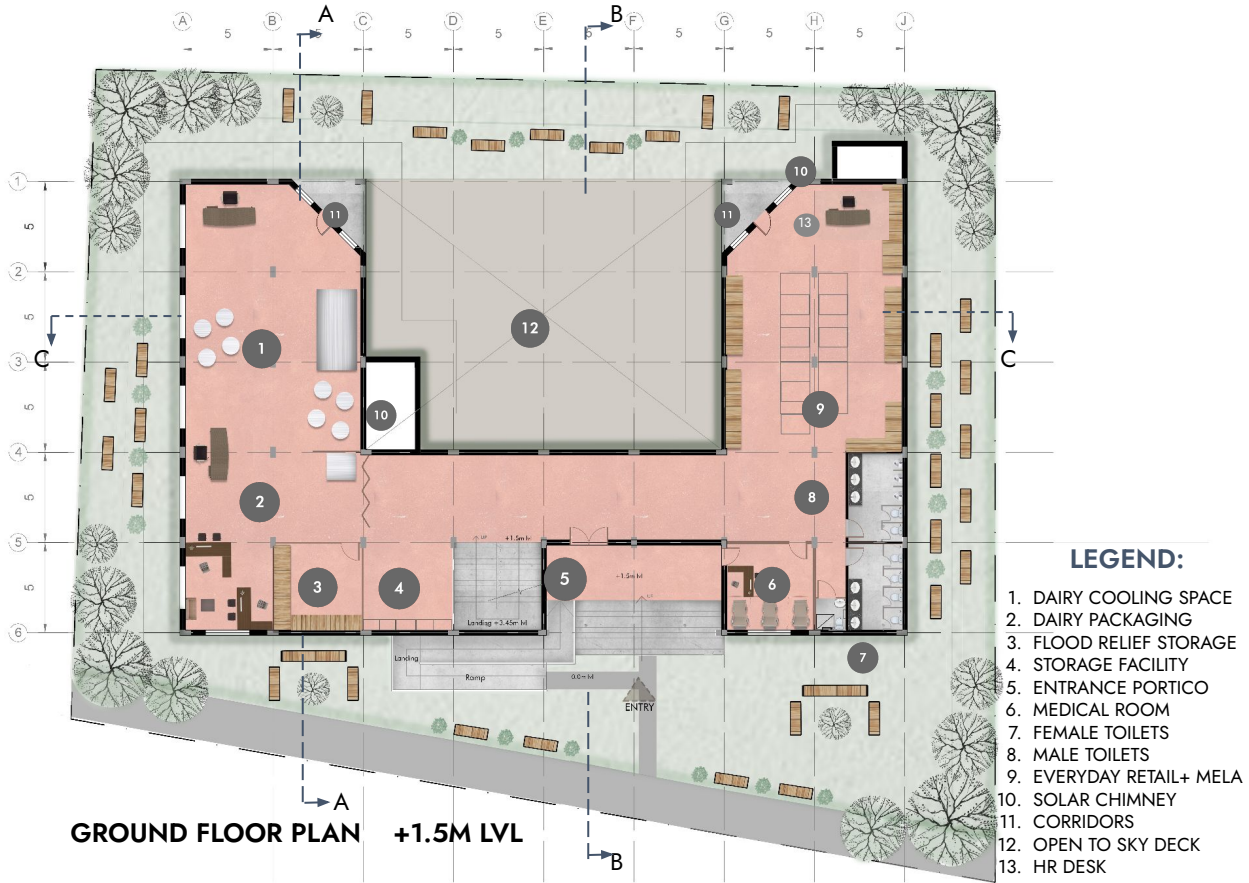 A
B
A B C D E F G H J
5 5 5 5 5 5 5 5
1
10
11
11
13
5
2
12
5
C
1
C
3
10
9
5
4
2
8
5
UP
+1.5m lvl
5
3
4
5
+1.5m lvl
6
5
UP
Landing +3.45m lvl
6
Landing
7
Ramp
0.0m lvl
ENTRY
A
B
GROUND FLOOR PLAN +1.5M LVL
LEGEND:
1. DAIRY COOLING SPACE
2. DAIRY PACKAGING
3. FLOOD RELIEF STORAGE
4. STORAGE FACILITY
5. ENTRANCE PORTICO
6. MEDICAL ROOM
7. FEMALE TOILETS
8. MALE TOILETS
9. EVERYDAY RETAIL+ MELA
10. SOLAR CHIMNEY
11. CORRIDORS
12. OPEN TO SKY DECK
13. HR DESK